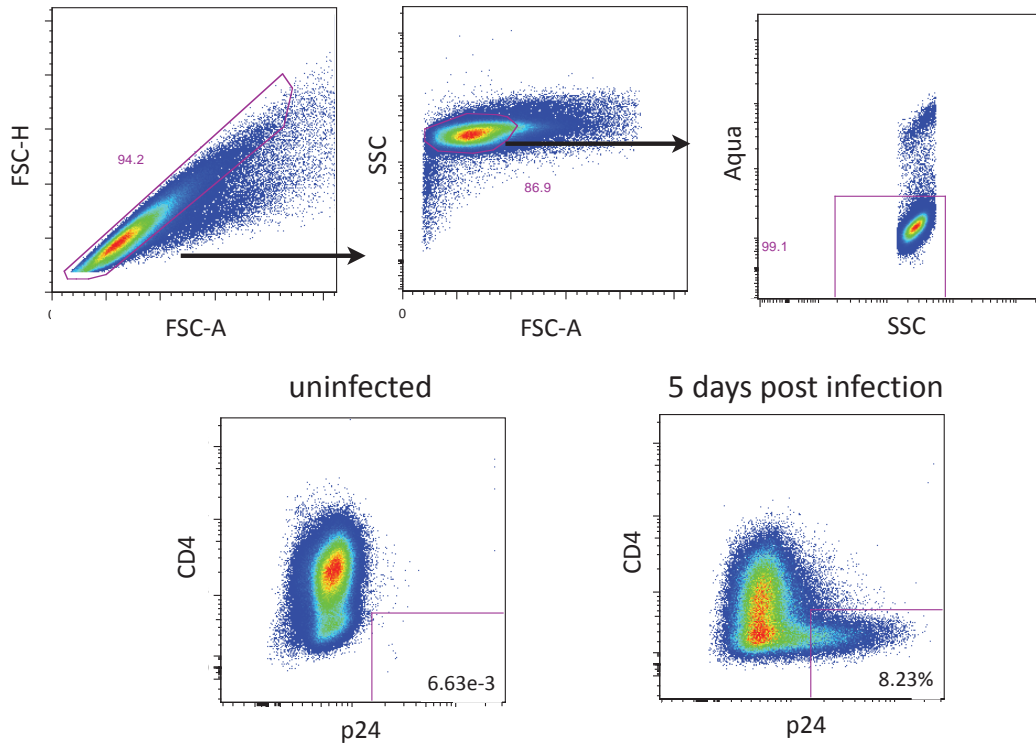 FSC-H
94.2
0
FSC-A
SSC
86.9
0
FSC-A
Aqua
99.1
SSC
uninfected
CD4
6.63e-3
p24
5 days post infection
CD4
8.23%
p24